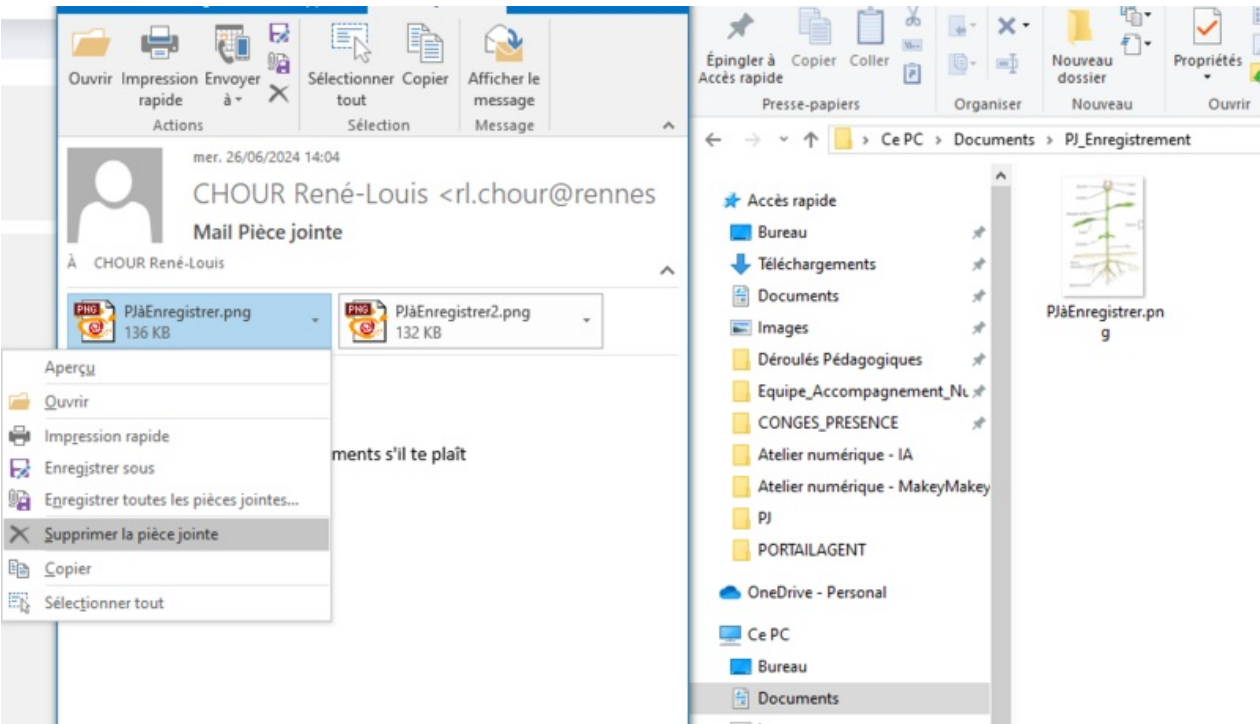 Ouvrir Impression Envoyer
rapide à
Sélectionner Copier
tout
Afficher le
message
Actions Sélection Message
mer. 26/06/2024 14:04
CHOUR René-Louis <rl.chour@rennes
Mail Pièce jointe
À CHOUR René-Louis
PNG PJàEnregistrer.png
136 KB
PNG PJàEnregistrer2.png
132 KB
Aperçu
Ouvrir
Impression rapide
Enregistrer sous
Enregistrer toutes les pièces jointes...
Supprimer la pièce jointe
Copier
Sélectionner tout
ments s'il te plaît
Épingler à Copier Coller
Accès rapide
Nouveau
dossier
Propriétés
Presse-papiers Organiser Nouveau Ouvrir
Ce PC > Documents > PJ_Enregistrement
Accès rapide
Bureau
Téléchargements
Documents
Images
Déroulés Pédagogiques
Equipe_Accompagnement_Nu
CONGES_PRESENCE
Atelier numérique - IA
Atelier numérique - MakeyMakey
PJ
PORTAILAGENT
OneDrive - Personal
Ce PC
Bureau
Documents
PJàEnregistrer.pn
g